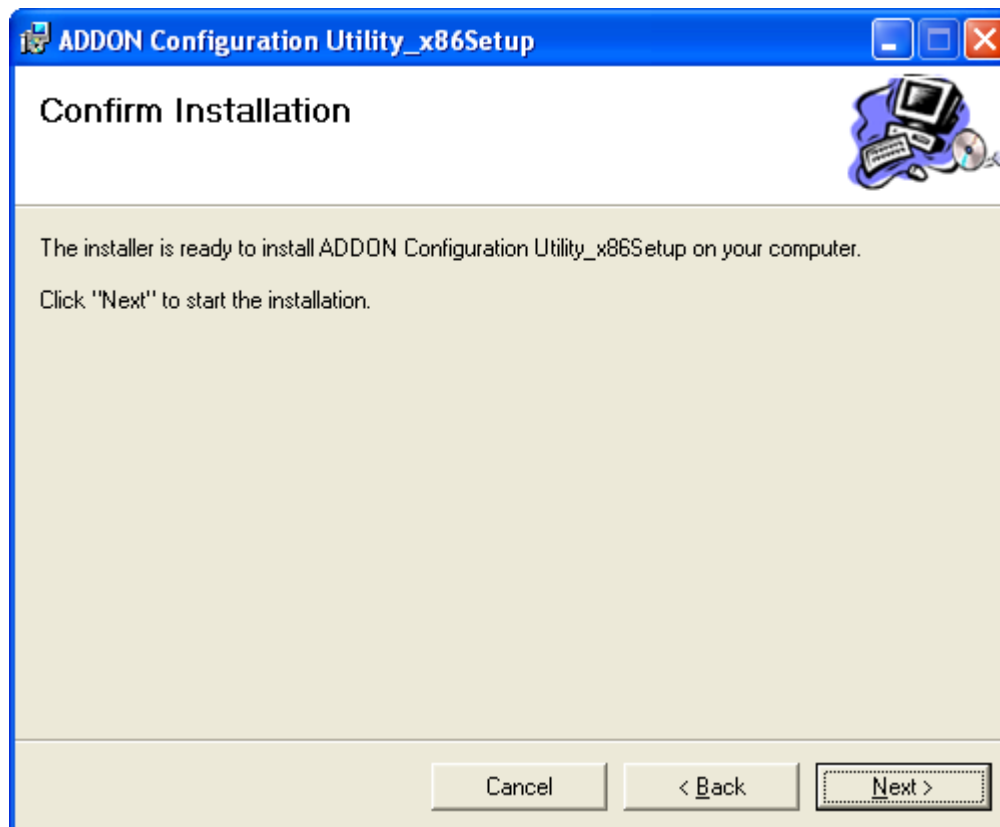 ADDON Configuration Utility_x86Setup
Confirm Installation
The installer is ready to install ADDON Configuration Utility_x86Setup on your computer.
Click "Next" to start the installation.
Cancel
< Back
Next >